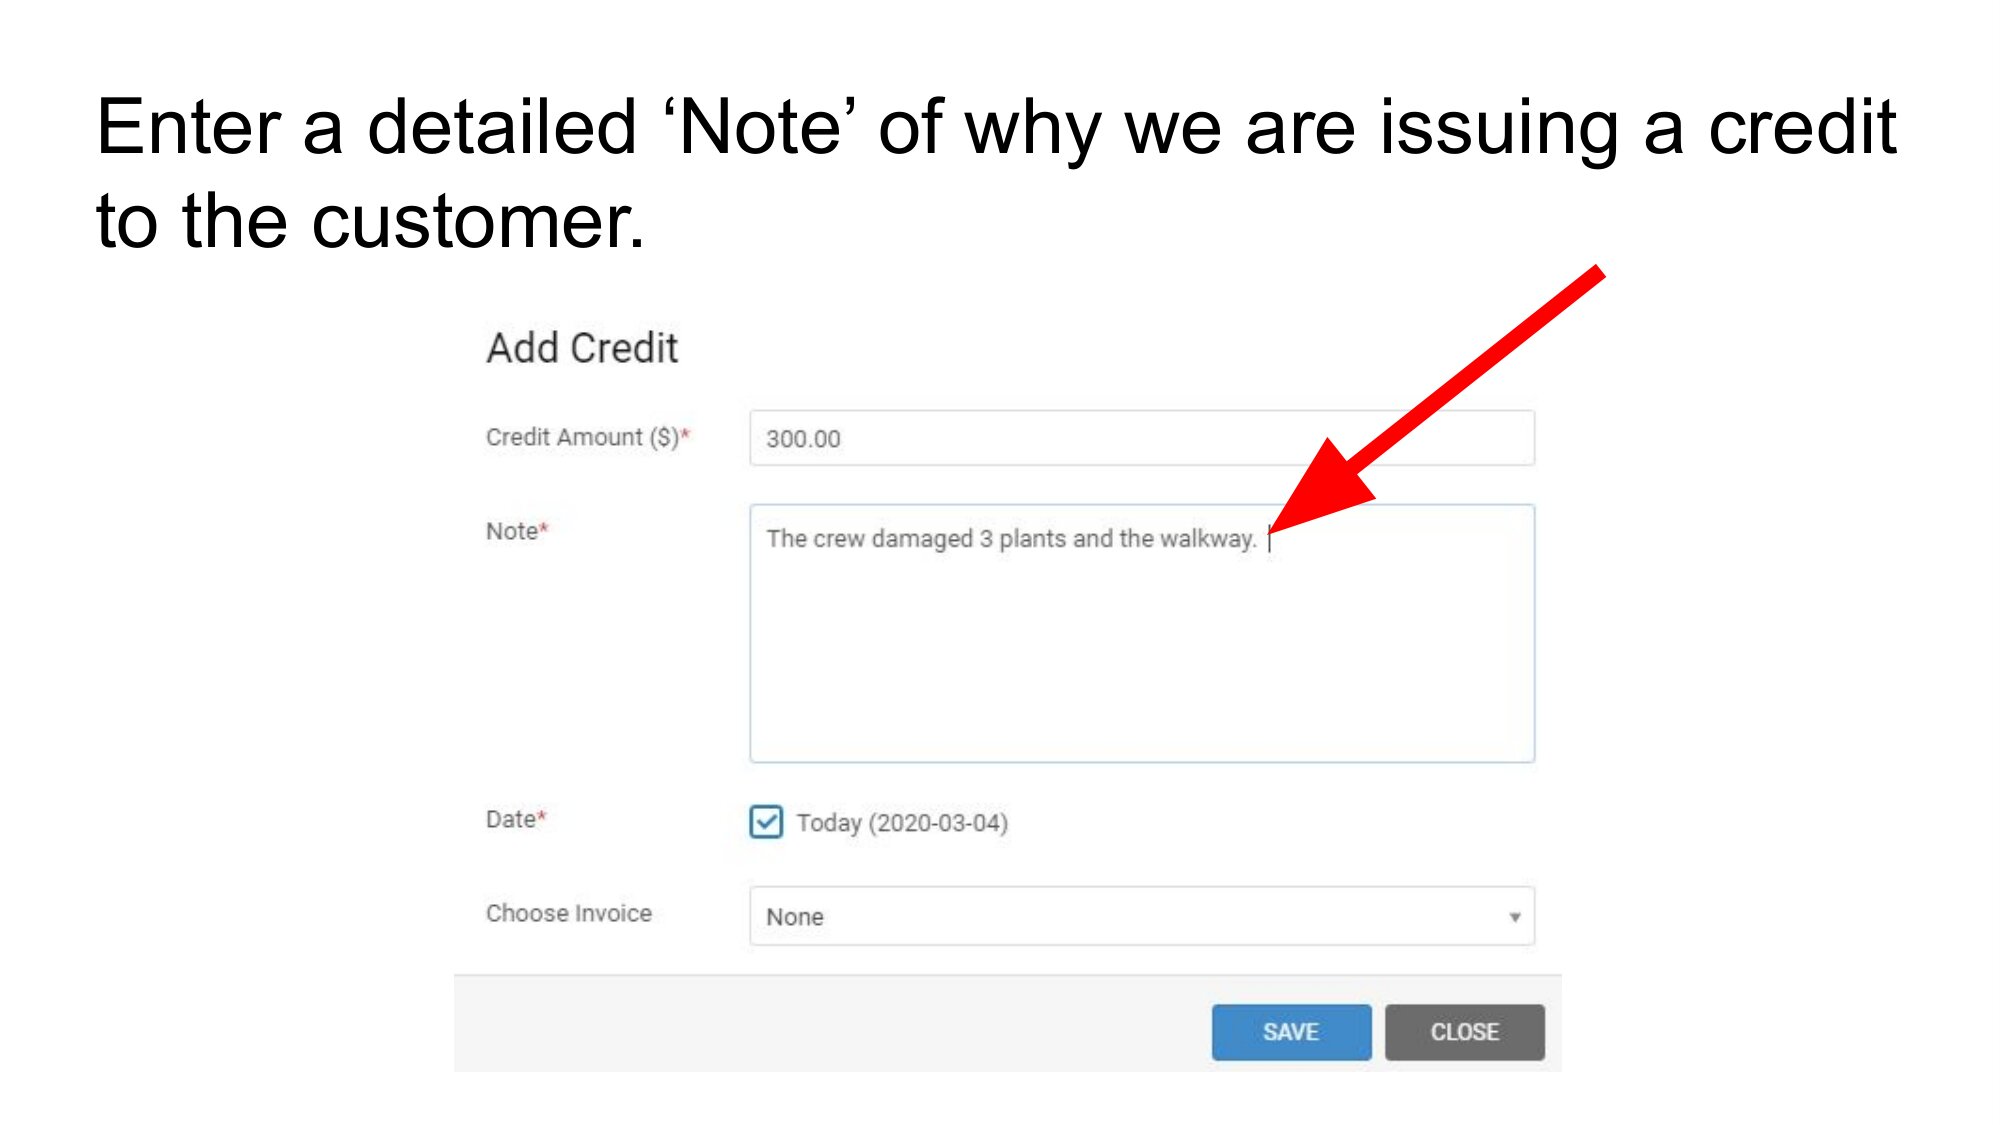 Enter a detailed ‘Note’ of why we are issuing a credit
to the customer.
Add Credit
Credit Amount ($)*
300.00
Note*
The crew damaged 3 plants and the walkway.
Date*
Today (2020-03-04)
Choose Invoice
None
SAVE
CLOSE